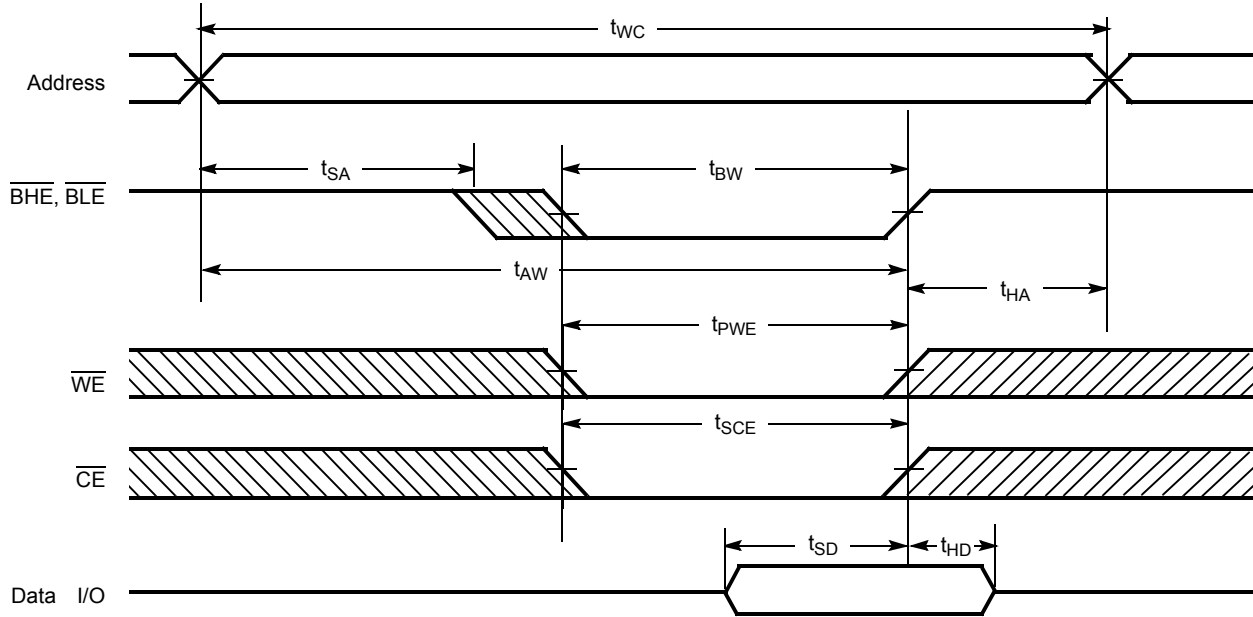 tWC
Address
tSA
tBW
BHE, BLE
tAW
tHA
tPWE
WE
tSCE
CE
tSD
tHD
Data I/O